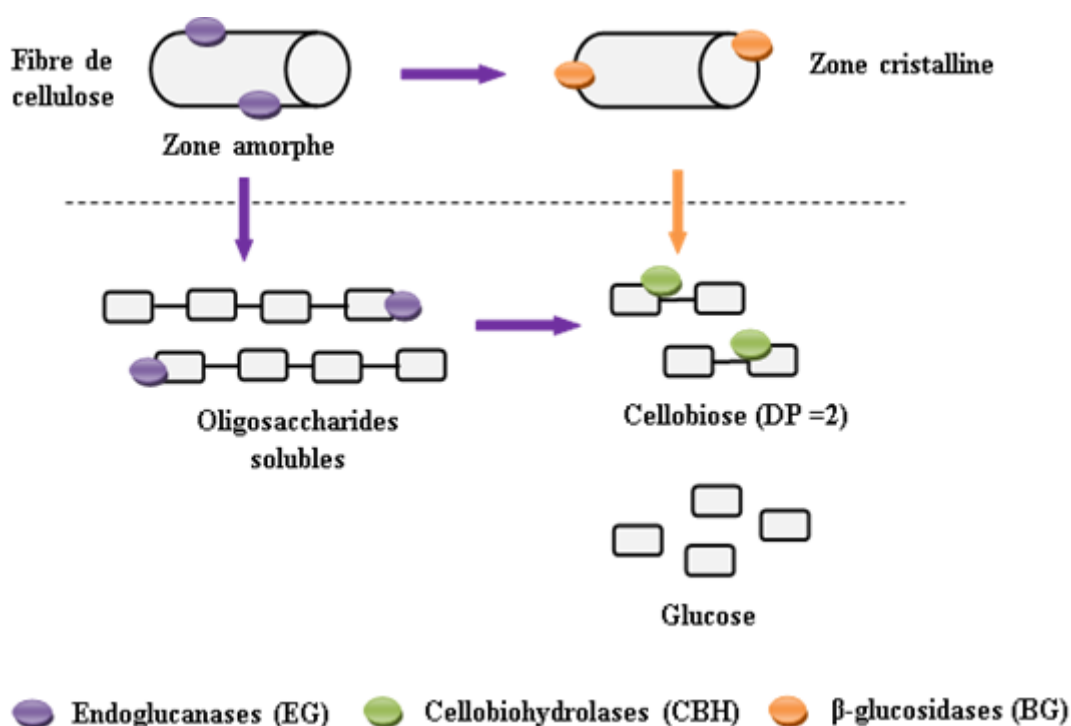 Fibre de
cellulose
Zone amorphe
Zone cristalline
Oligosaccharides
solubles
Cellobiose (DP =2)
Glucose
Endoglucanases (EG)
Cellobiohydrolases (CBH)
β-glucosidases (BG)